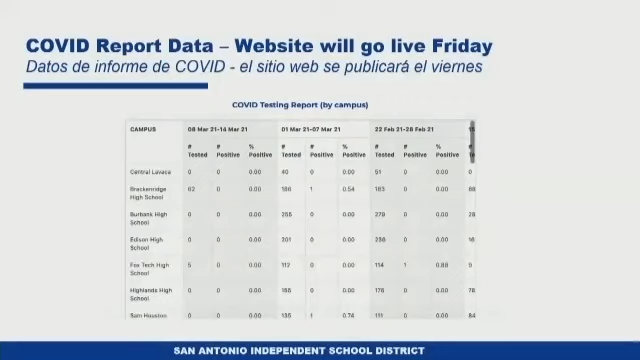 COVID Report Data – Website will go live Friday
Datos de informe de COVID - el sitio web se publicará el viernes
COVID Testing Report (by campus)
CAMPUS 08 Mar 21-14 Mar 21 01 Mar 21-07 Mar 21 22 Feb 21-28 Feb 21
# Tested # Positive % Positive # Tested # Positive % Positive # Tested # Positive % Positive #
Central Lavaca 0 0 0.00 40 0 0.00 51 0 0.00 0
Brackenridge High School 62 0 0.00 186 1 0.54 183 0 0.00
Burbank High School 0 0 0.00 255 0 0.00 279 0 0.00
Edison High School 0 0 0.00 201 0 0.00 0 0.00
Fox Tech High School 5 0 0.00 112 0 0.00 114 1 0.88
Highlands High School 0 0 0.00 0 0.00 176 0 0.00
Sam Houston 0 0 0.00 135 1 0.74 111 0 0.00
SAN ANTONIO INDEPENDENT SCHOOL DISTRICT